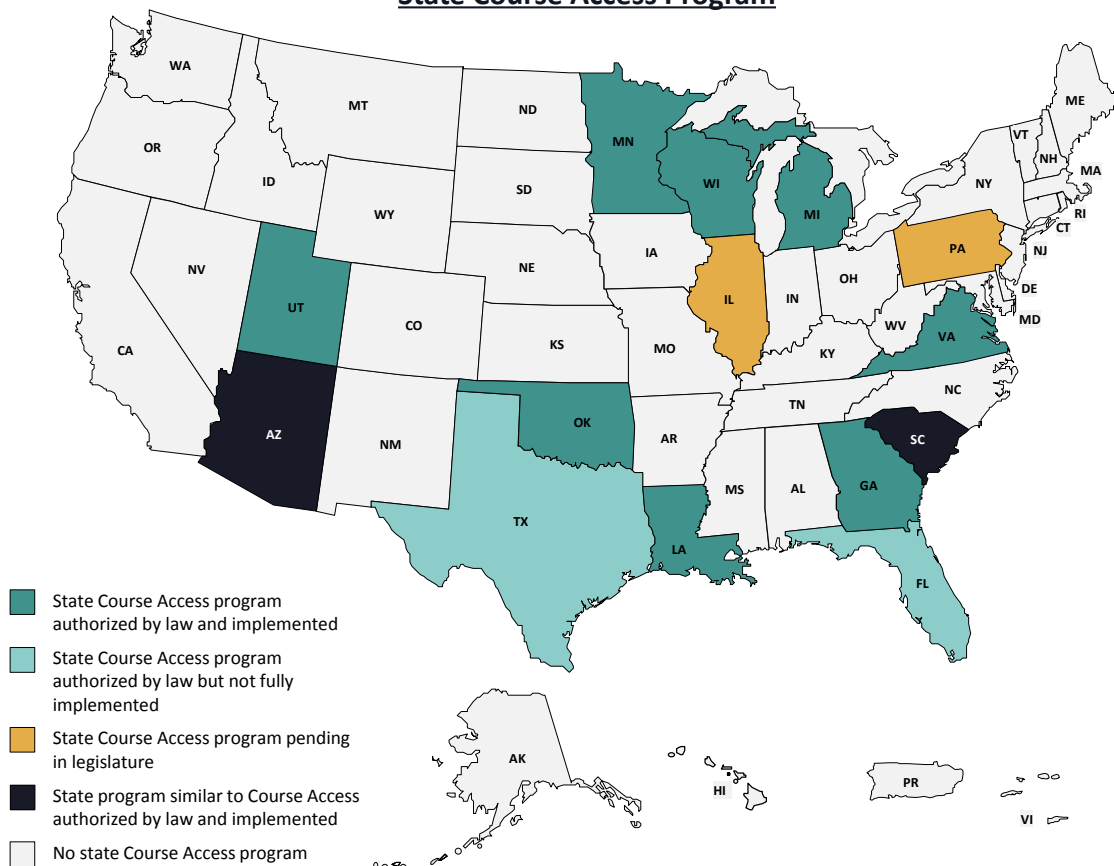 State Course Access Program
WA
MT
ND
MN
ME
VT
NH
OR
ID
SD
WI
MI
NY
MA
WY
RI
CT
NV
NE
IA
PA
NJ
UT
CO
IL
IN
OH
DE
MD
CA
KS
MO
WV
VA
KY
NC
AZ
NM
OK
AR
TN
SC
MS
AL
GA
TX
LA
FL
State Course Access program
authorized by law and implemented
State Course Access program
authorized by law but not fully
implemented
State Course Access program pending
in legislature
State program similar to Course Access
authorized by law and implemented
No state Course Access program
AK
HI
PR
VI